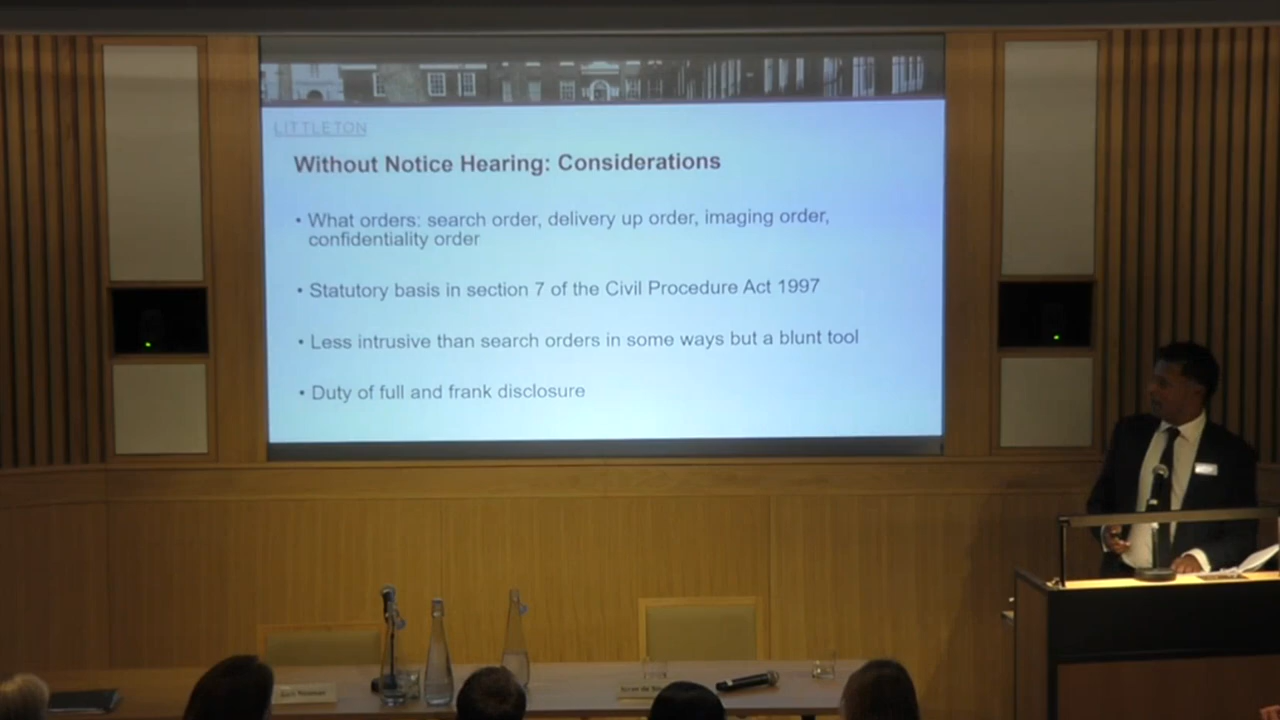 LITTLETON
Without Notice Hearing: Considerations
• What orders: search order, delivery up order, imaging order,
confidentiality order
• Statutory basis in section 7 of the Civil Procedure Act 1997
• Less intrusive than search orders in some ways but a blunt tool
• Duty of full and frank disclosure